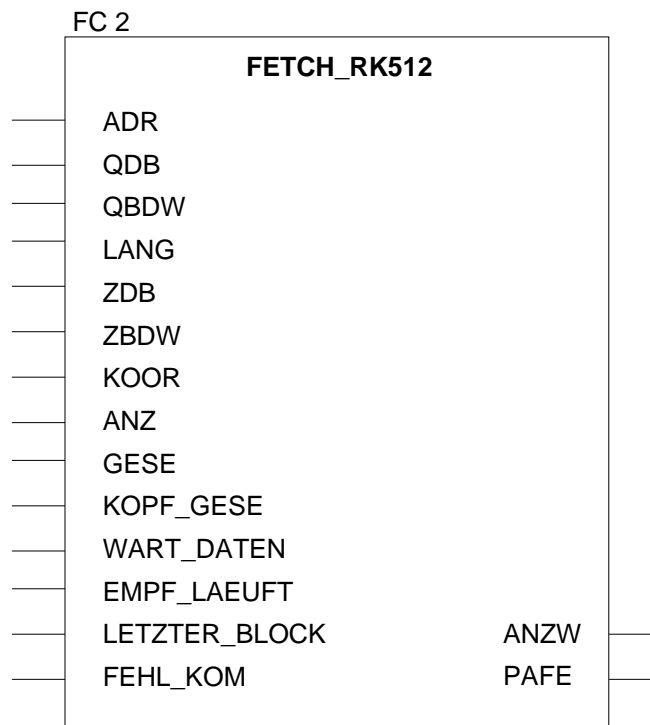 FC 2
FETCH_RK512
ADR
QDB
QBDW
LANG
ZDB
ZBDW
KOOR
ANZ
GESE
KOPF_GESE
WART_DATEN
EMPF_LAEUFT
LETZTER_BLOCK ANZW
FEHL_KOM PAFE